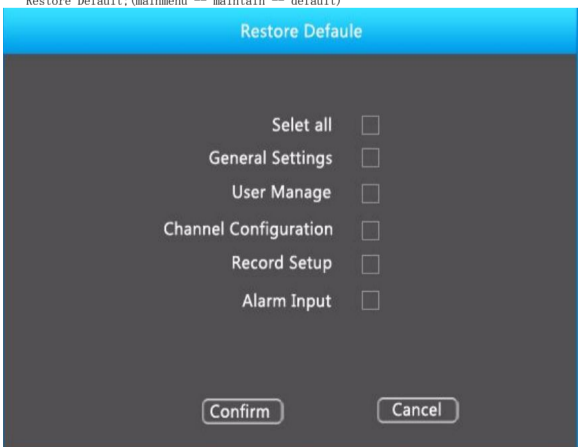 Restore Default;(mainmenu -- maintain -- default)
Restore Defaule
Selet all
General Settings
User Manage
Channel Configuration
Record Setup
Alarm Input
Confirm Cancel